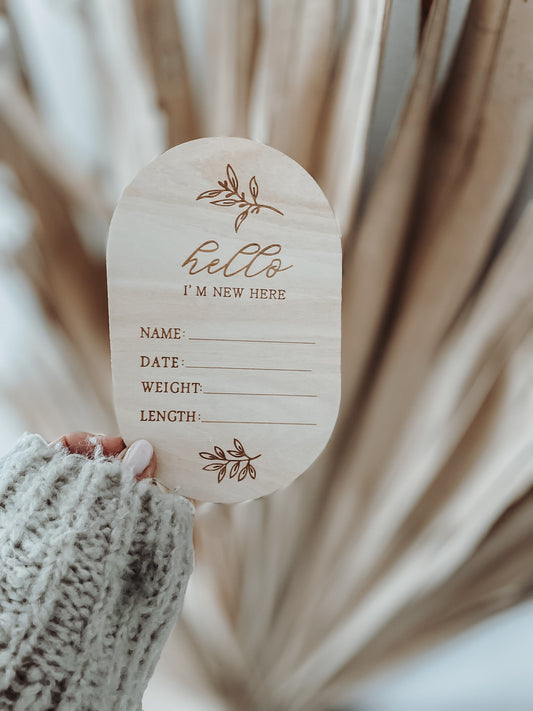 hello
I'M NEW HERE
NAME:
DATE:
WEIGHT:
LENGTH: